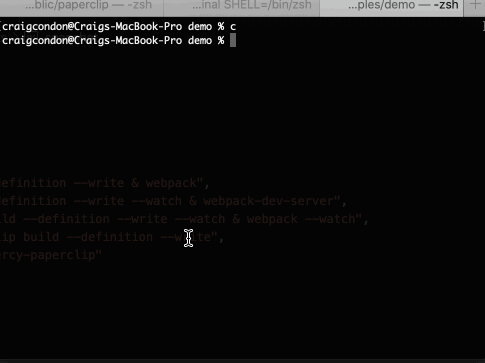 ...blic/paperclip — -zsh ...inal SHELL=/bin/zsh ...ples/demo — -zsh +
[craigcondon@Craigs-MacBook-Pro demo % c ]
craigcondon@Craigs-MacBook-Pro demo %
efinition --write & webpack",
efinition --write --watch & webpack-dev-server",
ld --definition --write --watch & webpack --watch",
ip build --definition --write",
rcy-paperclip"